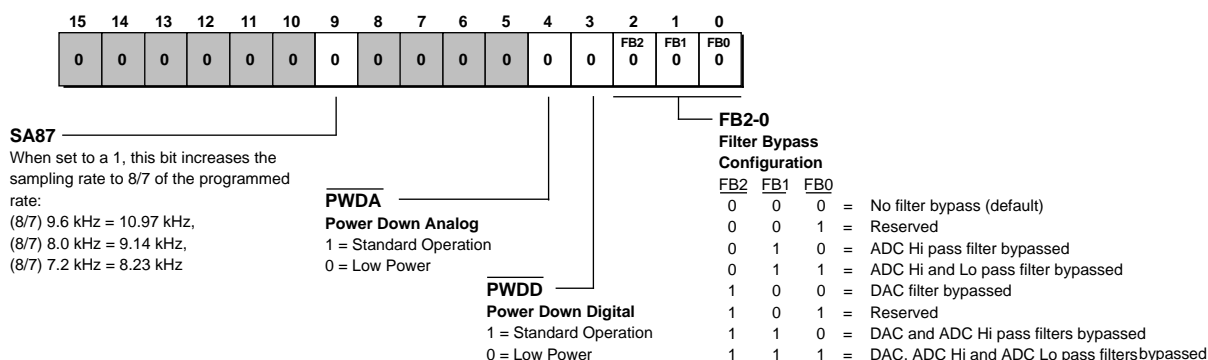 15 14 13 12 11 10 9 8 7 6 5 4 3 2 1 0
FB2 FB1 FB0
0 0 0 0 0 0 0 0 0 0 0 0 0 0 0 0
SA87
When set to a 1, this bit increases the
sampling rate to 8/7 of the programmed
rate:
(8/7) 9.6 kHz = 10.97 kHz,
(8/7) 8.0 kHz = 9.14 kHz,
(8/7) 7.2 kHz = 8.23 kHz
PWDA
Power Down Analog
1 = Standard Operation
0 = Low Power
PWDD
Power Down Digital
1 = Standard Operation
0 = Low Power
FB2-0
Filter Bypass
Configuration
FB2 FB1 FB0
0 0 0 = No filter bypass (default)
0 0 1 = Reserved
0 1 0 = ADC Hi pass filter bypassed
0 1 1 = ADC Hi and Lo pass filter bypassed
1 0 0 = DAC filter bypassed
1 0 1 = Reserved
1 1 0 = DAC and ADC Hi pass filters bypassed
1 1 1 = DAC, ADC Hi and ADC Lo pass filtersbypassed